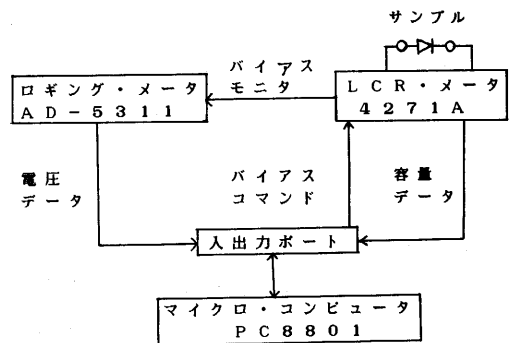 サンプル
バイアス
モニタ
ロギング・メータ
AD-5311
LCR・メータ
4271A
電圧
データ
バイアス
コマンド
容量
データ
入出力ポート
マイクロ・コンピュータ
PC8801